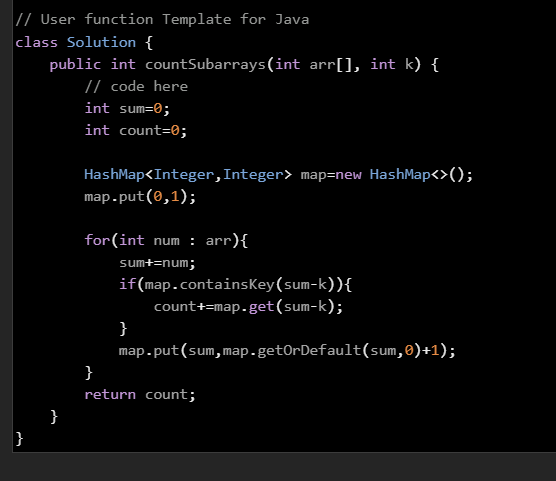 // User function Template for Java
class Solution {
    public int countSubarrays(int arr[], int k) {
        // code here
        int sum=0;
        int count=0;

        HashMap<Integer,Integer> map=new HashMap<>();
        map.put(0,1);

        for(int num : arr){
            sum+=num;
            if(map.containsKey(sum-k)){
                count+=map.get(sum-k);
            }
            map.put(sum,map.getOrDefault(sum,0)+1);
        }
        return count;
    }
}